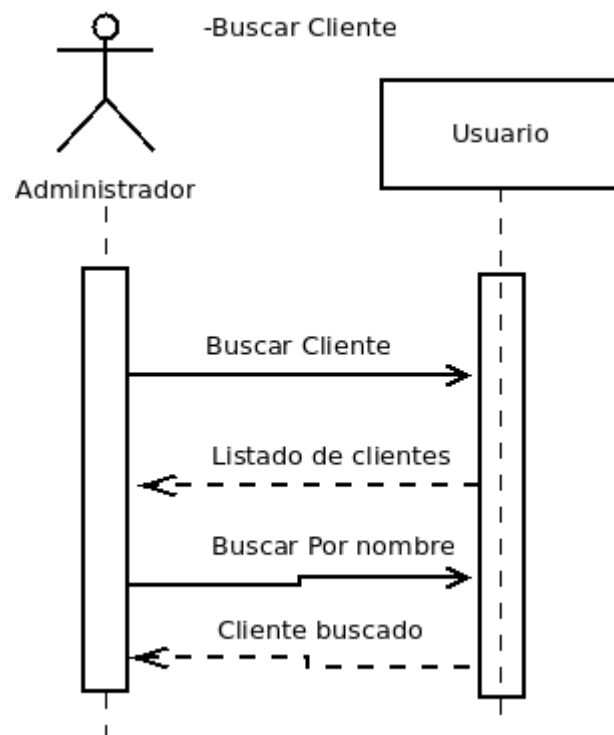 -Buscar Cliente
Usuario
Administrador
Buscar Cliente
Listado de clientes
Buscar Por nombre
Cliente buscado